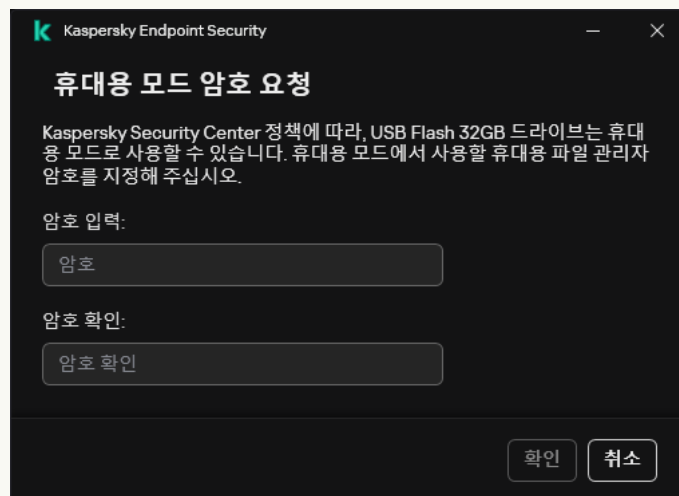 Kaspersky Endpoint Security
휴대용 모드 암호 요청
Kaspersky Security Center 정책에 따라, USB Flash 32GB 드라이브는 휴대
용 모드로 사용할 수 있습니다. 휴대용 모드에서 사용할 휴대용 파일 관리자
암호를 지정해 주십시오.
암호 입력:
암호
암호 확인:
암호 확인
확인 취소